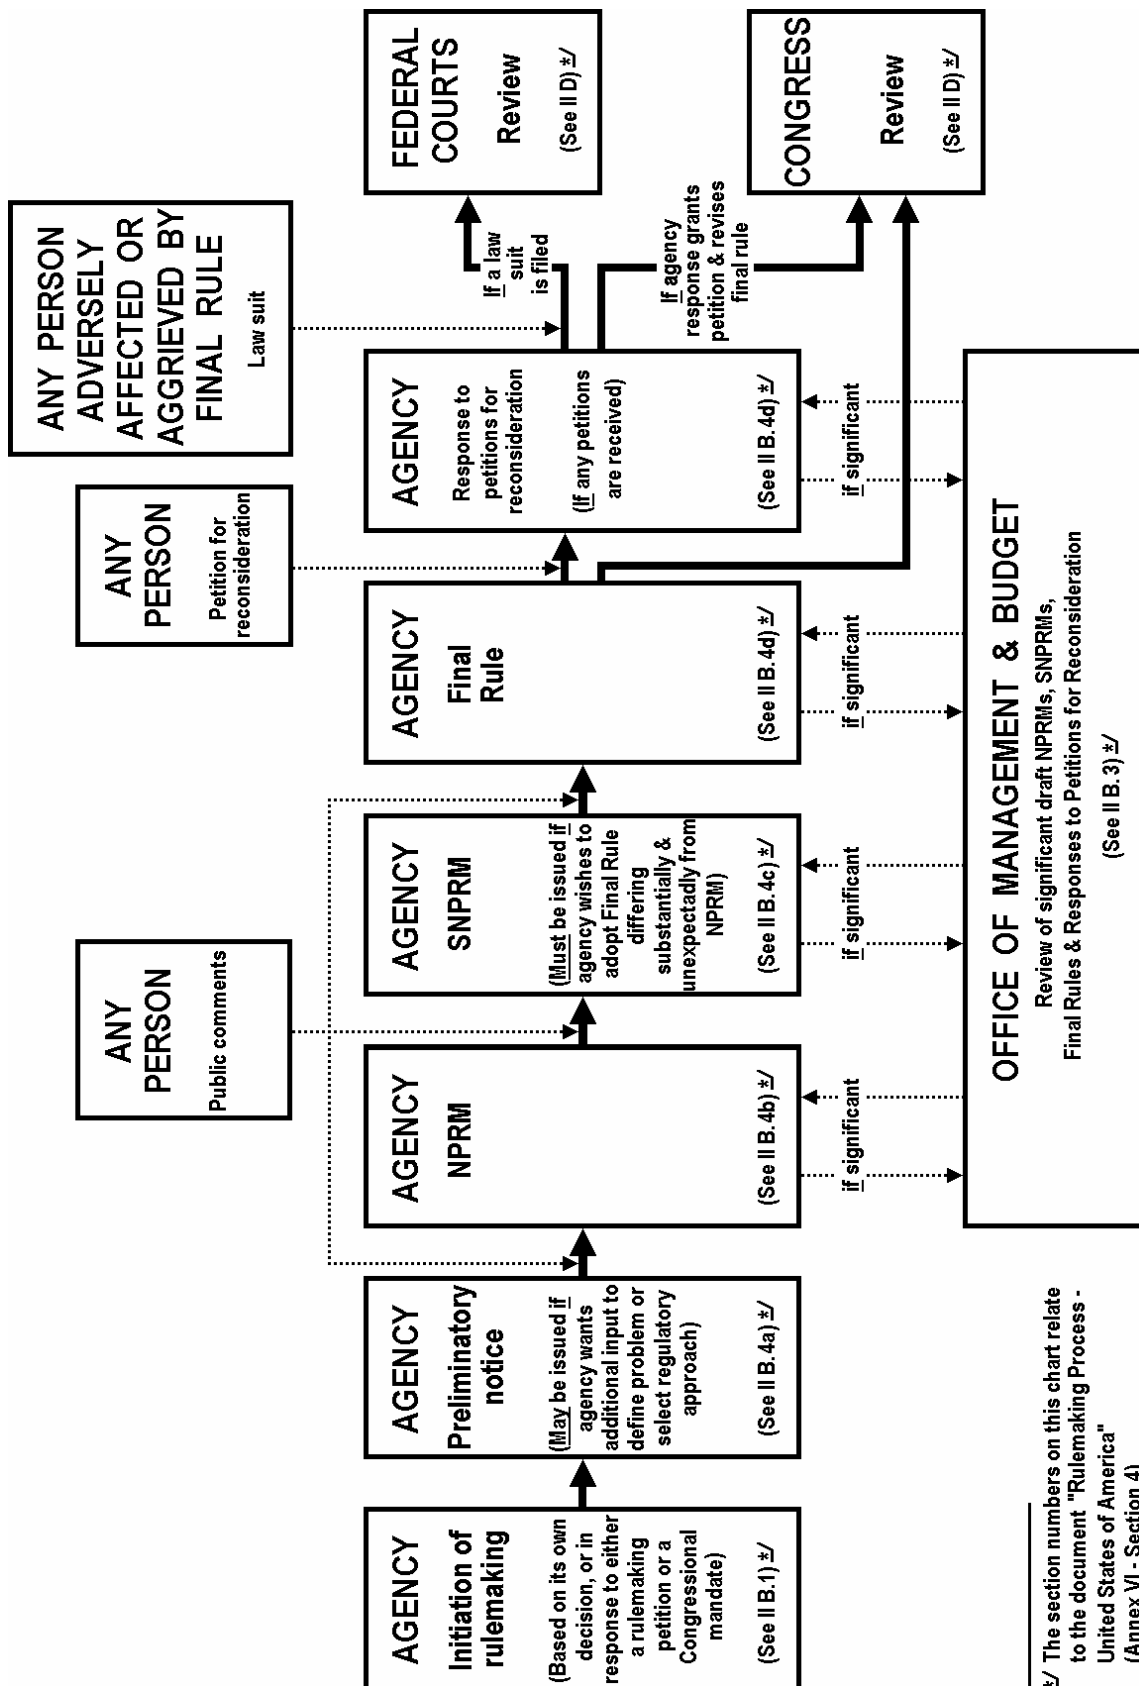 ANY PERSON
ADVERSELY
AFFECTED OR
AGGRIEVED BY
FINAL RULE
Law suit
ANY
PERSON
Petition for
reconsideration
ANY
PERSON
Public comments
AGENCY
Initiation of
rulemaking
(Based on its own
decision, or in
response to either
a rulemaking
petition or a
Congressional
mandate)
(See II B.1) */
AGENCY
Preliminatory
notice
(May be issued if
agency wants
additional input to
define problem or
select regulatory
approach)
(See II B.4a) */
AGENCY
NPRM
(See II B.4b) */
AGENCY
SNPRM
(Must be issued if
agency wishes to
adopt Final Rule
differing
substantially &
unexpectadly from
NPRM)
(See II B.4c) */
AGENCY
Final
Rule
(See II B.4d) */
AGENCY
Response to
petitions for
reconsideration
(If any petitions
are received)
(See II B.4d) */
If a law
suit
is filed
If agency
response grants
petition & revises
final rule
FEDERAL
COURTS
Review
(See II D) */
CONGRESS
Review
(See II D) */
if significant
if significant
if significant
if significant
OFFICE OF MANAGEMENT & BUDGET
Review of significant draft NPRMs, SNPRMs,
Final Rules & Responses to Petitions for Reconsideration
(See II B.3) */
*/ The section numbers on this chart relate
to the document "Rulemaking Process -
United States of America"
(Annex VI - Section 4)